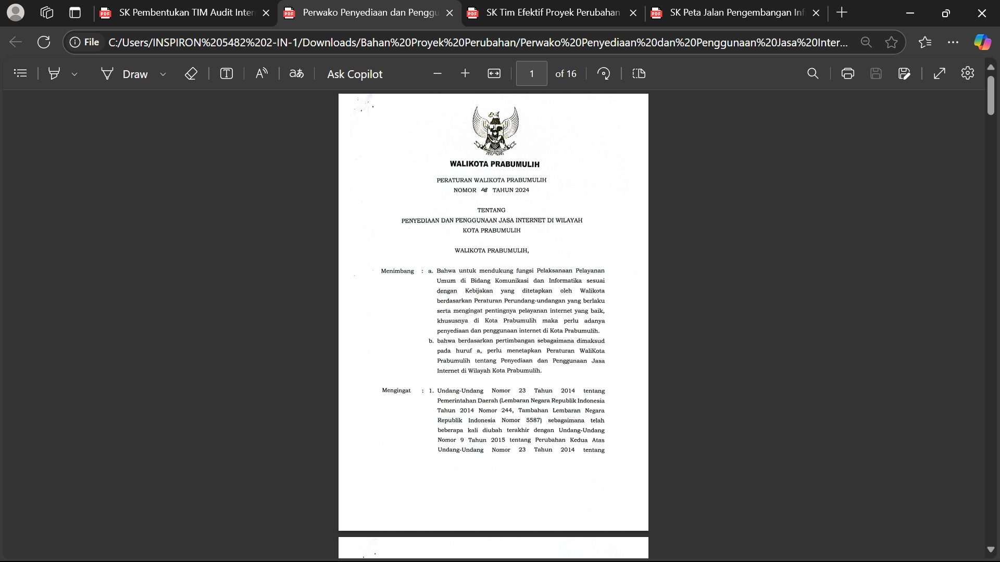 SK Pembentukan TIM Audit Inter
Perwako Penyediaan dan Penggu
SK Tim Efektif Proyek Perubahan
SK Peta Jalan Pengembangan Inf
File
C:/Users/INSPIRON%205482%202-IN-1/Downloads/Bahan%20Proyek%20Perubahan/Perwako%20Penyediaan%20dan%20Penggunaan%20Jasa%20Inter...
Draw
Ask Copilot
1 of 16
WALIKOTA PRABUMULIH
PERATURAN WALIKOTA PRABUMULIH
NOMOR 48 TAHUN 2024
TENTANG
PENYEDIAAN DAN PENGGUNAAN JASA INTERNET DI WILAYAH
KOTA PRABUMULIH
WALIKOTA PRABUMULIH,
Menimbang : a. Bahwa untuk mendukung fungsi Pelaksanaan Pelayanan
Umum di Bidang Komunikasi dan Informatika sesuai
dengan Kebijakan yang ditetapkan oleh Walikota
berdasarkan Peraturan Perundang-undangan yang berlaku
serta mengingat pentingnya pelayanan internet yang baik,
khususnya di Kota Prabumulih maka perlu adanya
penyediaan dan penggunaan internet di Kota Prabumulih.
b. bahwa berdasarkan pertimbangan sebagaimana dimaksud
pada huruf a, perlu menetapkan Peraturan WaliKota
Prabumulih tentang Penyediaan dan Penggunaan Jasa
Internet di Wilayah Kota Prabumulih.
Mengingat : 1. Undang-Undang Nomor 23 Tahun 2014 tentang
Pemerintahan Daerah (Lembaran Negara Republik Indonesia
Tahun 2014 Nomor 244, Tambahan Lembaran Negara
Republik Indonesia Nomor 5587) sebagaimana telah
beberapa kali diubah terakhir dengan Undang-Undang
Nomor 9 Tahun 2015 tentang Perubahan Kedua Atas
Undang-Undang Nomor 23 Tahun 2014 tentang